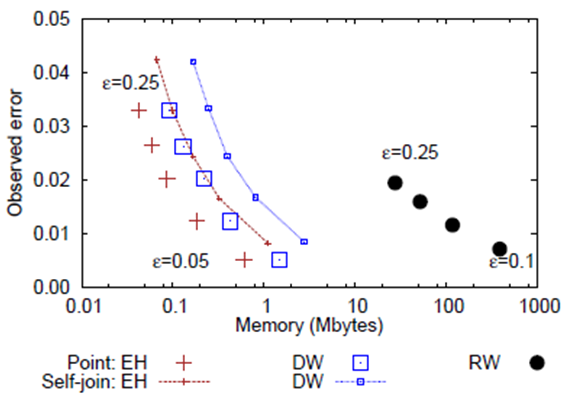 0.05
0.04
ε=0.25
0.03
ε=0.25
0.02
0.01
ε=0.05
ε=0.1
0.00
0.01 0.1 1 10 100 1000
Observed error
Memory (Mbytes)
Point: EH DW RW
Self-join: EH DW